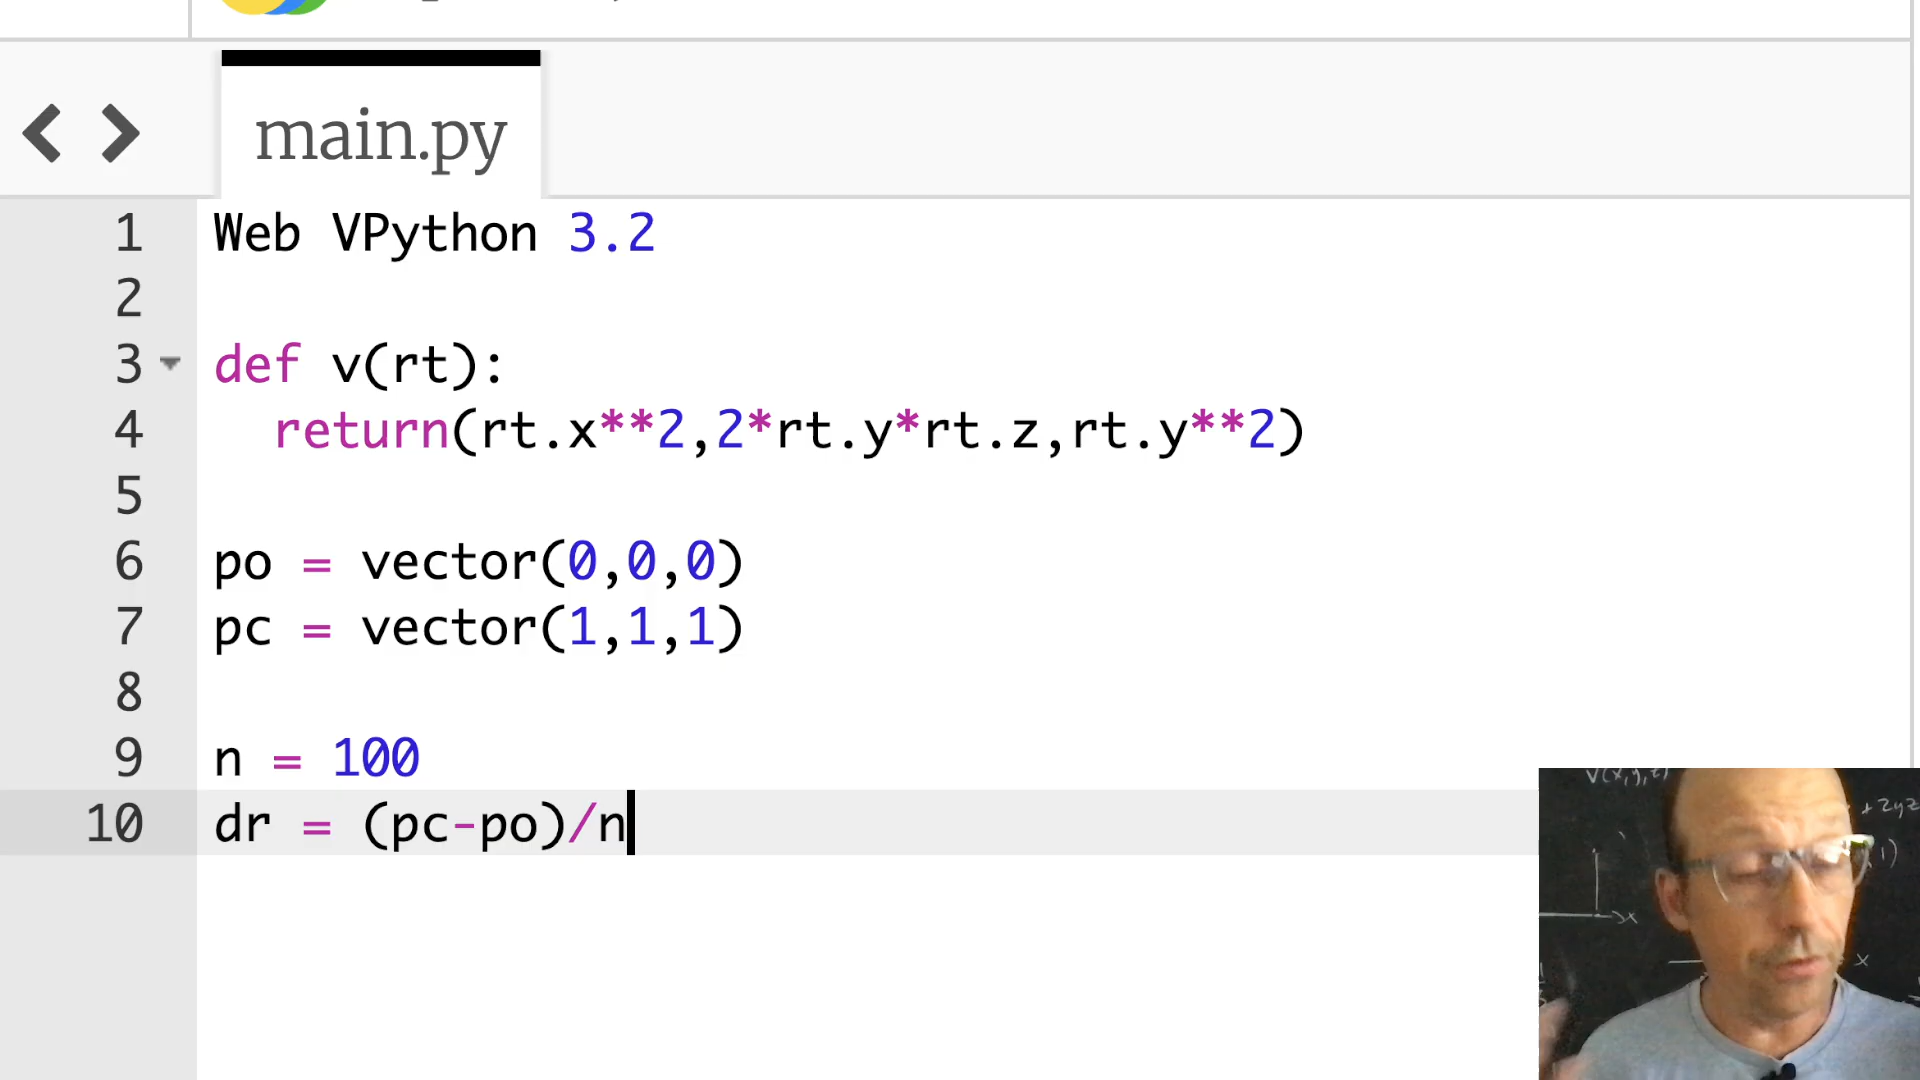 main.py
1 Web VPython 3.2
2
3 def v(rt):
4 return(rt.x**2,2*rt.y*rt.z,rt.y**2)
5
6 po = vector(0,0,0)
7 pc = vector(1,1,1)
8
9 n = 100
10 dr = (pc-po)/n
v(x,y,z)
+2yz
1)
x
x